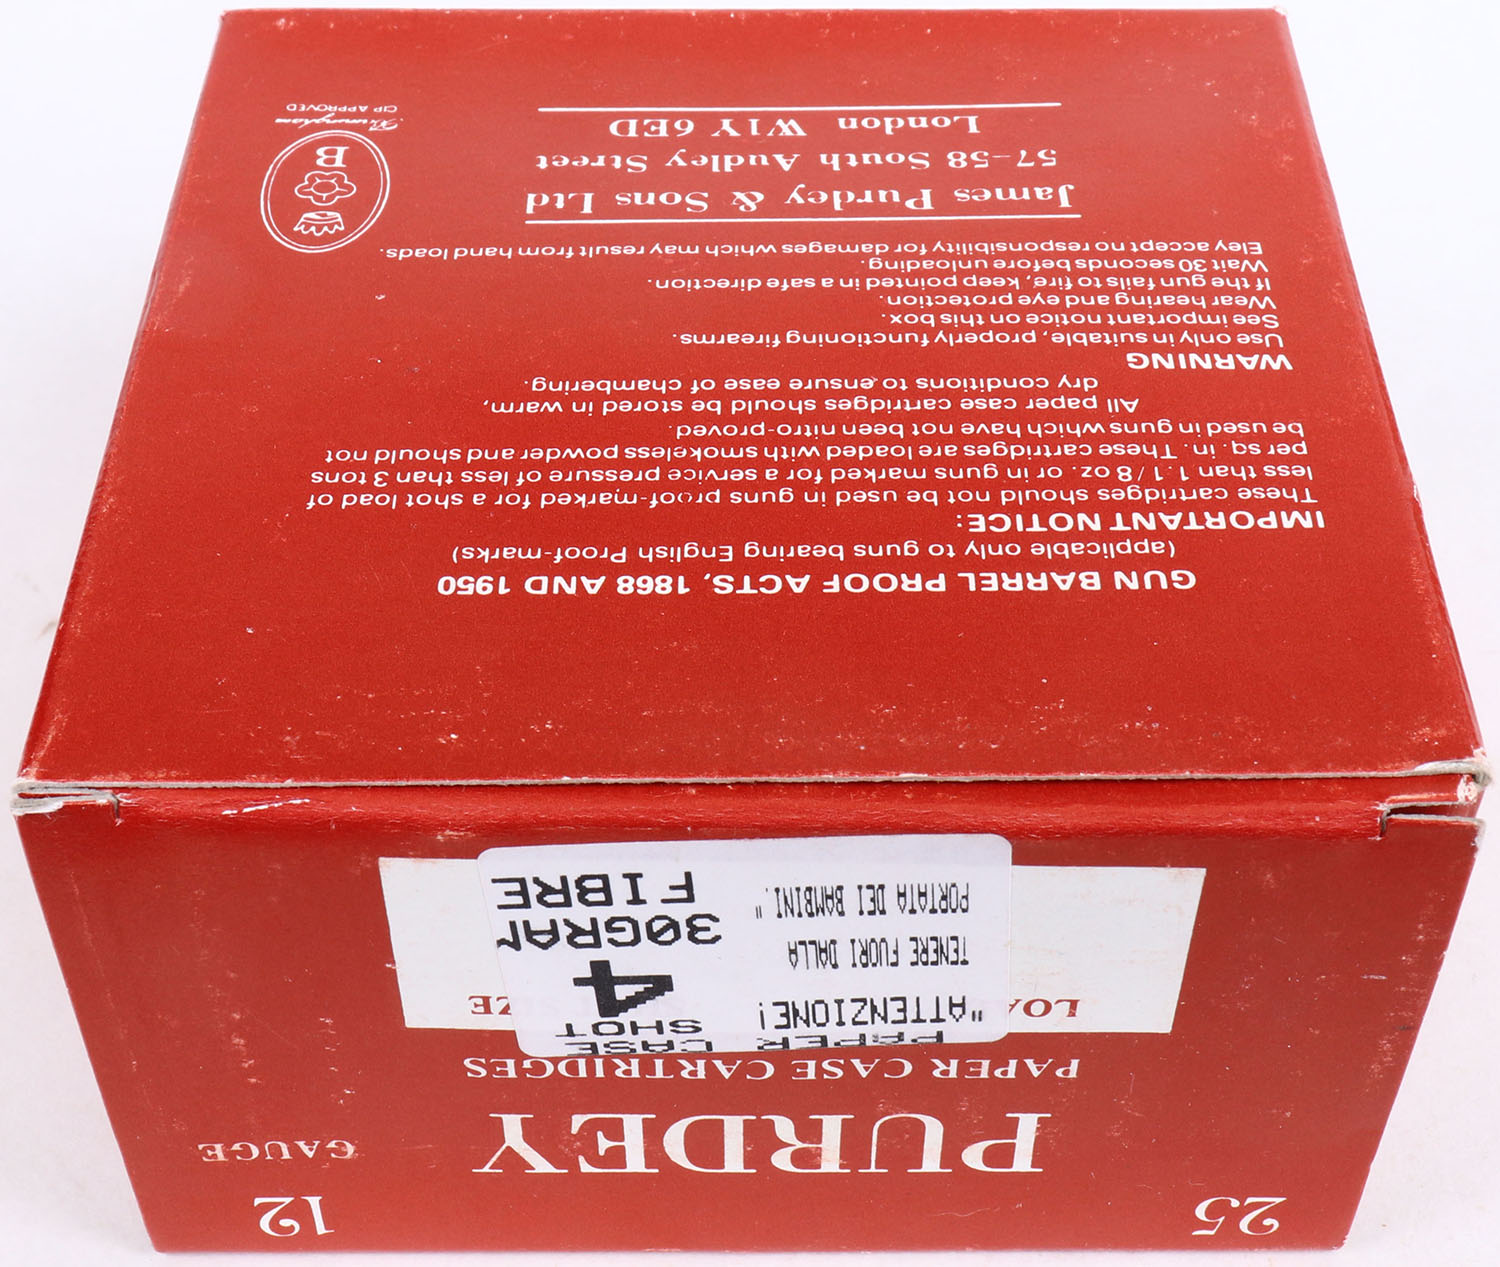 25
12
GAUGE
PURDEY
PAPER CASE CARTRIDGES
LOA
ZE
PAPER CASE
"ATTENZIONE!
TENERE FUORI DALLA
PORTATA DEI BAMBINI."
SHOT
4
30GRAM
FIBRE
GUN BARREL PROOF ACTS, 1868 AND 1950
(applicable only to guns bearing English Proof-marks)
IMPORTANT NOTICE:
These cartridges should not be used in guns proof-marked for a shot load of
less than 1.1/8 oz. or in guns marked for a service pressure of less than 3 tons
per sq. in. These cartridges are loaded with smokeless powder and should not
be used in guns which have not been nitro-proved.
All paper case cartridges should be stored in warm,
dry conditions to ensure ease of chambering.
WARNING
Use only in suitable, properly functioning firearms.
See important notice on this box.
Wear hearing and eye protection.
If the gun fails to fire, keep pointed in a safe direction.
Wait 30 seconds before unloading.
Eley accept no responsibility for damages which may result from hand loads.
James Purdey & Sons Ltd
57-58 South Audley Street
London W1Y 6ED
B
Birmingham
CIP APPROVED